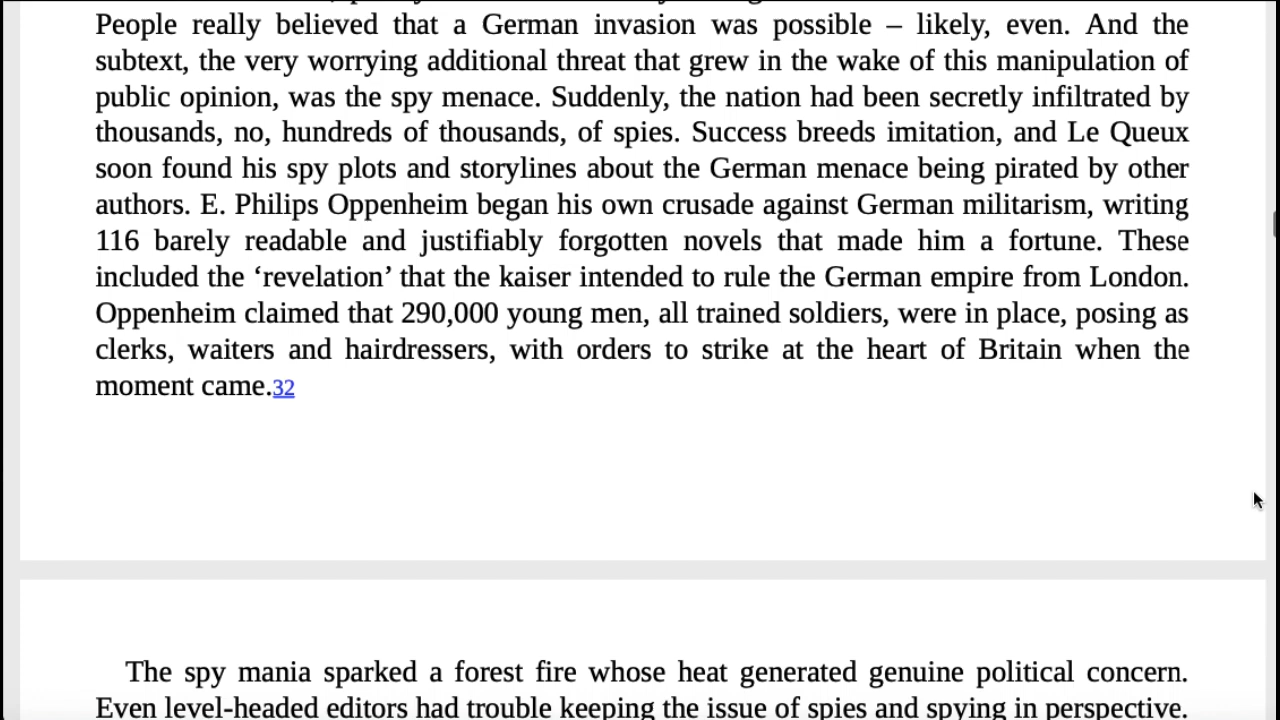 People really believed that a German invasion was possible – likely, even. And the
subtext, the very worrying additional threat that grew in the wake of this manipulation of
public opinion, was the spy menace. Suddenly, the nation had been secretly infiltrated by
thousands, no, hundreds of thousands, of spies. Success breeds imitation, and Le Queux
soon found his spy plots and storylines about the German menace being pirated by other
authors. E. Philips Oppenheim began his own crusade against German militarism, writing
116 barely readable and justifiably forgotten novels that made him a fortune. These
included the ‘revelation’ that the kaiser intended to rule the German empire from London.
Oppenheim claimed that 290,000 young men, all trained soldiers, were in place, posing as
clerks, waiters and hairdressers, with orders to strike at the heart of Britain when the
moment came.32
The spy mania sparked a forest fire whose heat generated genuine political concern.
Even level-headed editors had trouble keeping the issue of spies and spying in perspective.